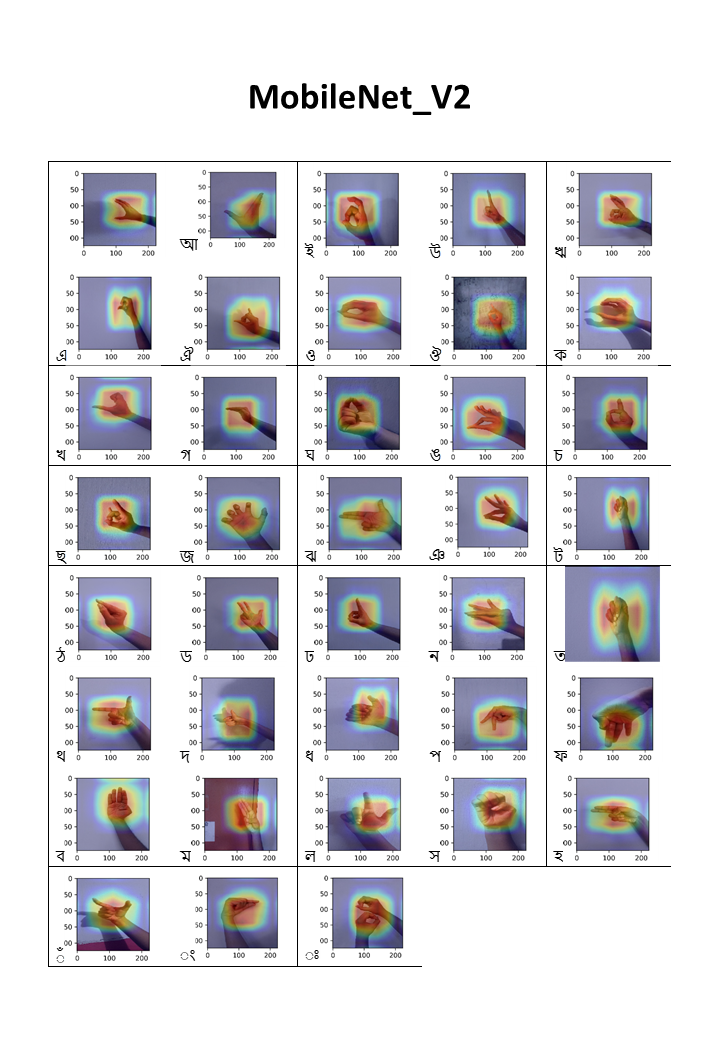 MobileNet_V2
আ ই উ ঋ
এ ঐ ও ঔ ক
খ গ ঘ ঙ চ
ছ জ ঝ ঞ ট
ঠ ড ঢ ন ত
থ দ ধ প ফ
ব ম ল স হ
ঁ ং ঃ